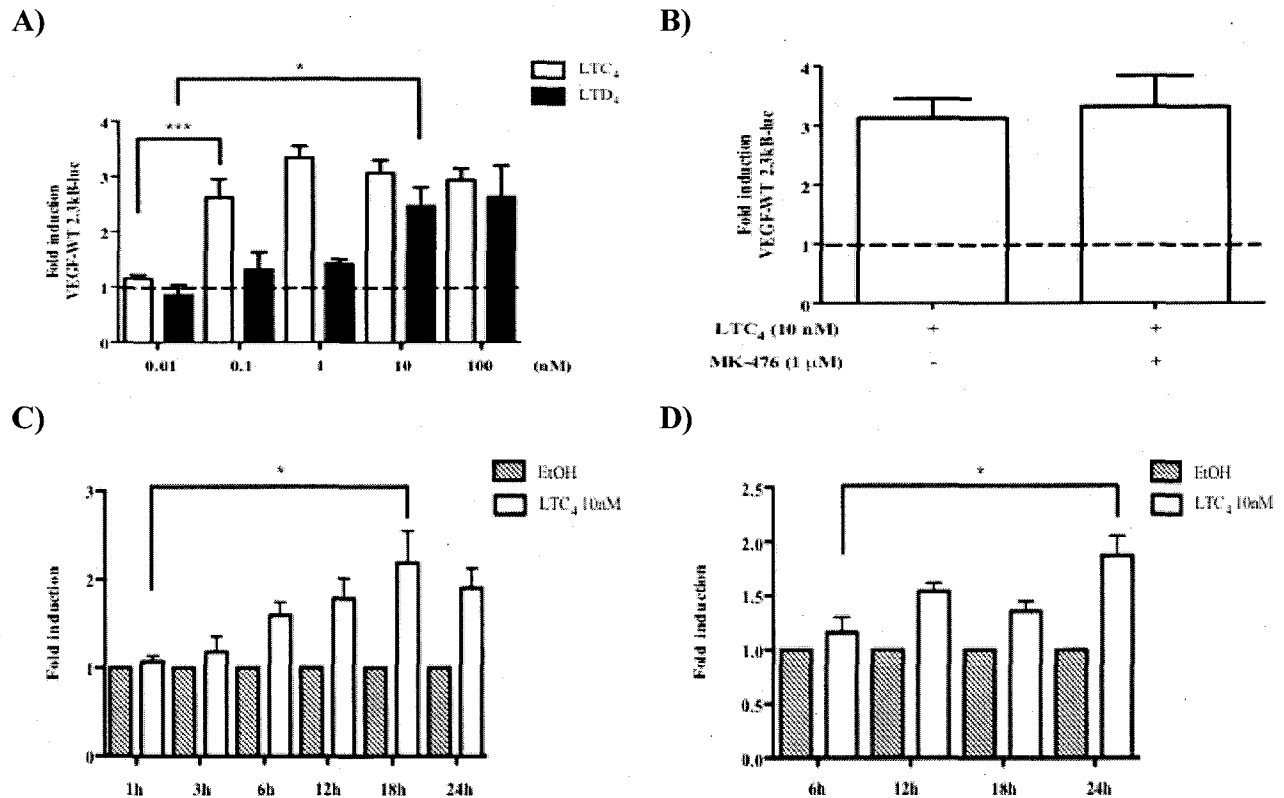 A)
*
LTC4
LTD4
***
Fold induction
VEGF-WT 2.3kB-luc
4
3
2
1
0
0.01 0.1 1 10 100 (nM)
B)
Fold induction
VEGF-WT 2.3kB-luc
4
3
2
1
0
LTC4 (10 nM) + +
MK-476 (1 µM) - +
C)
*
EtOH
LTC4 10nM
Fold induction
3
2
1
0
1h 3h 6h 12h 18h 24h
D)
*
EtOH
LTC4 10nM
Fold induction
2.5
2.0
1.5
1.0
0.5
0.0
6h 12h 18h 24h